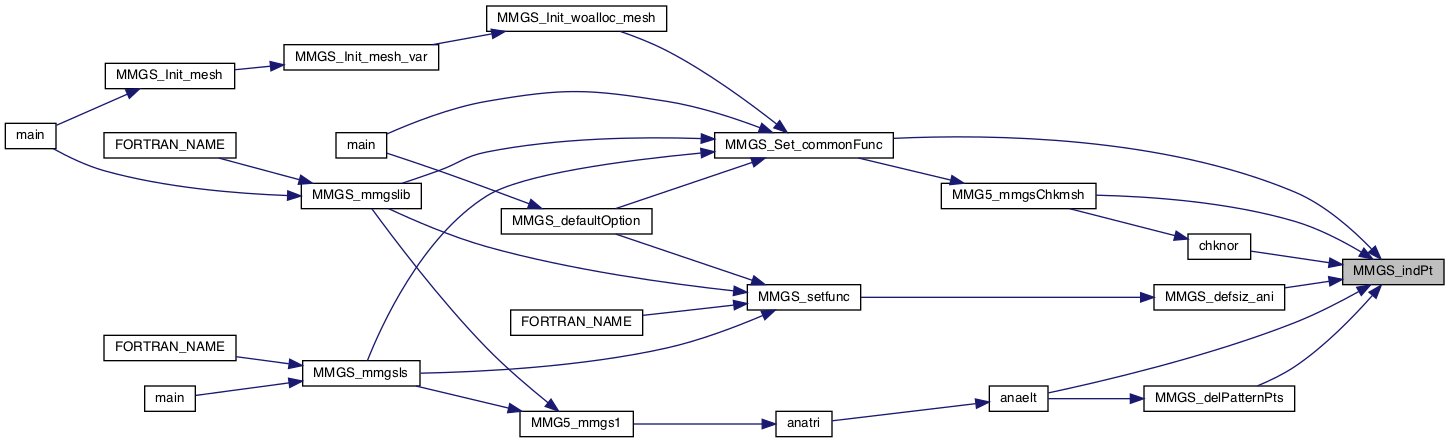 MMGS_Init_woalloc_mesh
MMGS_Init_mesh_var
MMGS_Init_mesh
main
FORTRAN_NAME
main
MMGS_Set_commonFunc
MMGS_mmgslib
MMG5_mmgsChkmsh
MMGS_defaultOption
chknor
MMGS_indPt
MMGS_setfunc
MMGS_defsiz_ani
FORTRAN_NAME
FORTRAN_NAME
MMGS_mmgsls
main
anaelt
MMGS_delPatternPts
MMG5_mmgs1
anatri